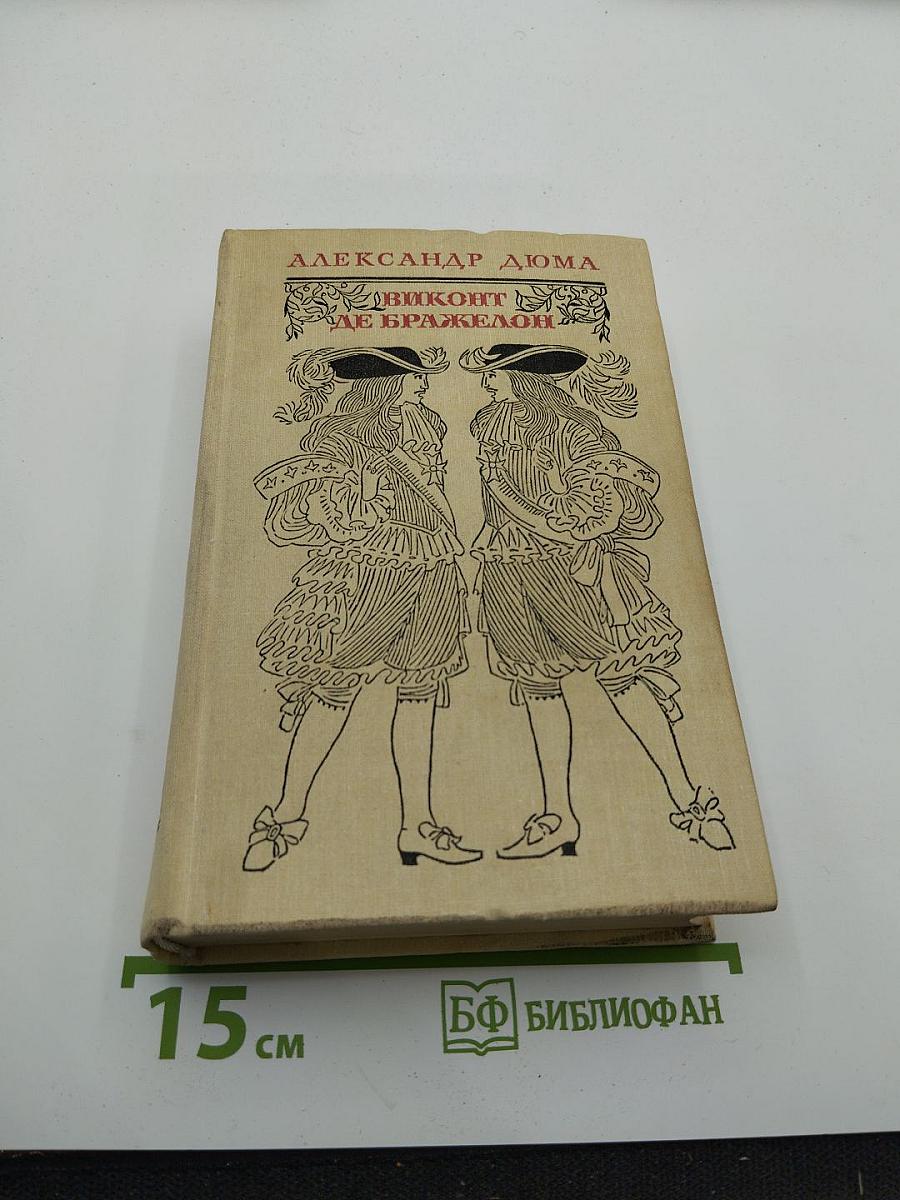 АЛЕКСАНДР ДЮМА
ВИКОНТ
ДЕ БРАЖЕЛОН
15 см
БФ БИБЛИОФАН